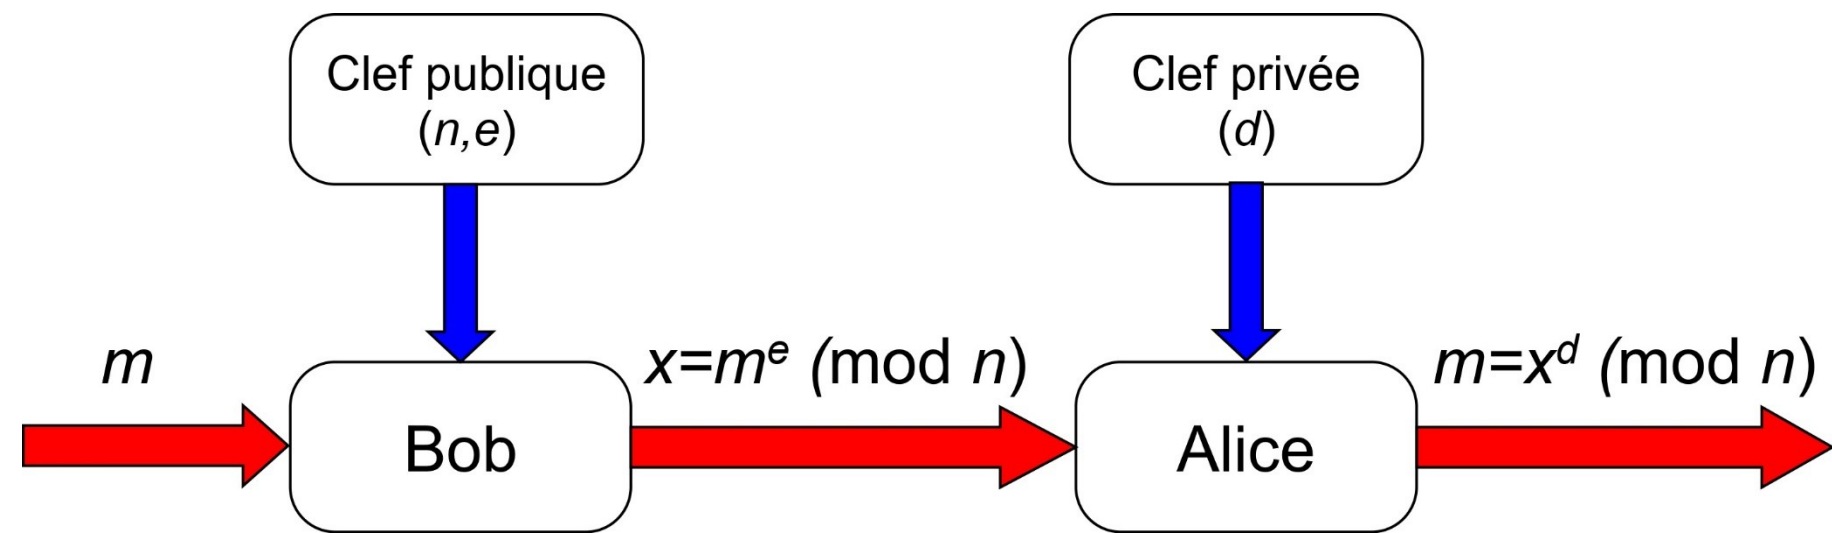 Clef publique
(n,e)
Clef privée
(d)
m
x=mᵉ (mod n)
m=xᵈ (mod n)
Bob
Alice